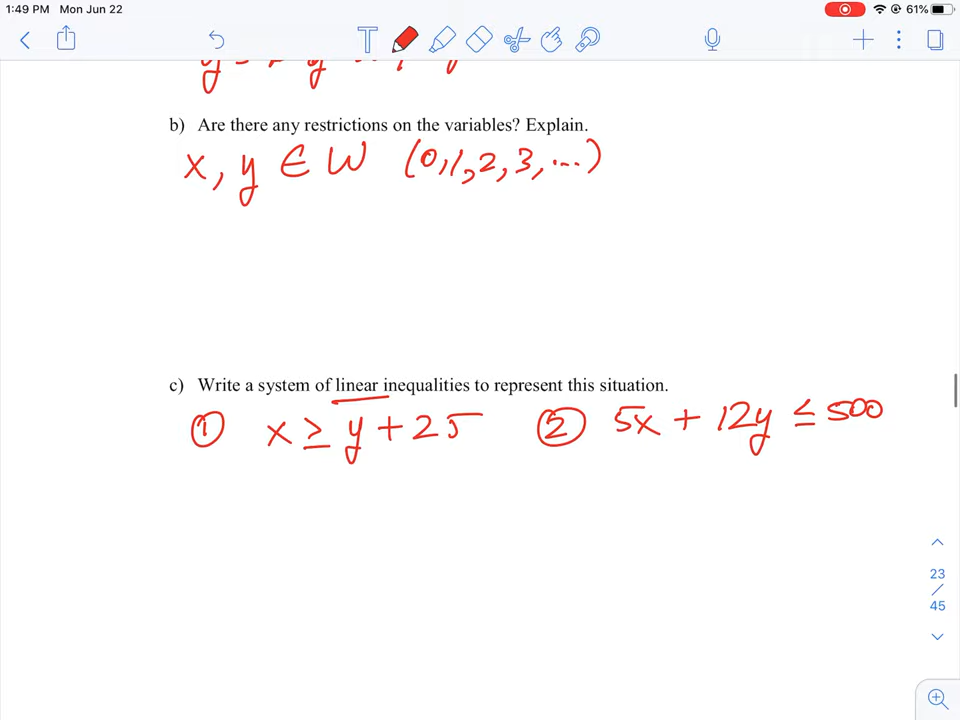 1:49 PM Mon Jun 22 61%
T
b) Are there any restrictions on the variables? Explain.
x, y ∈ W (0, 1, 2, 3, ...)
c) Write a system of linear inequalities to represent this situation.
① x ≥ y + 25 ② 5x + 12y ≤ 500
23
/
45